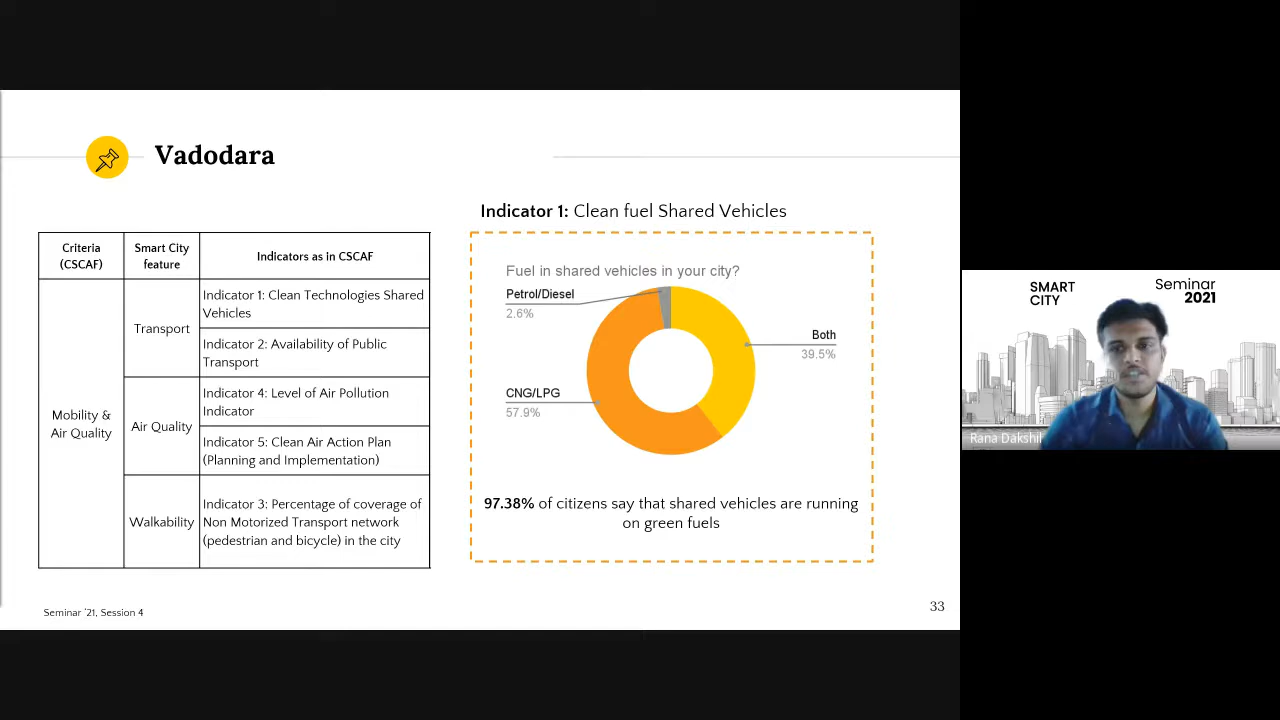 Vadodara
Indicator 1: Clean fuel Shared Vehicles
Criteria
(CSCAF)
Smart City
feature
Indicators as in CSCAF
Mobility &
Air Quality
Transport
Indicator 1: Clean Technologies Shared
Vehicles
Indicator 2: Availability of Public
Transport
Air Quality
Indicator 4: Level of Air Pollution
Indicator
Indicator 5: Clean Air Action Plan
(Planning and Implementation)
Walkability
Indicator 3: Percentage of coverage of
Non Motorized Transport network
(pedestrian and bicycle) in the city
Fuel in shared vehicles in your city?
Petrol/Diesel
2.6%
Both
39.5%
CNG/LPG
57.9%
97.38% of citizens say that shared vehicles are running
on green fuels
Seminar '21, Session 4
33
SMART
CITY
Seminar
2021
Rana Dakshil